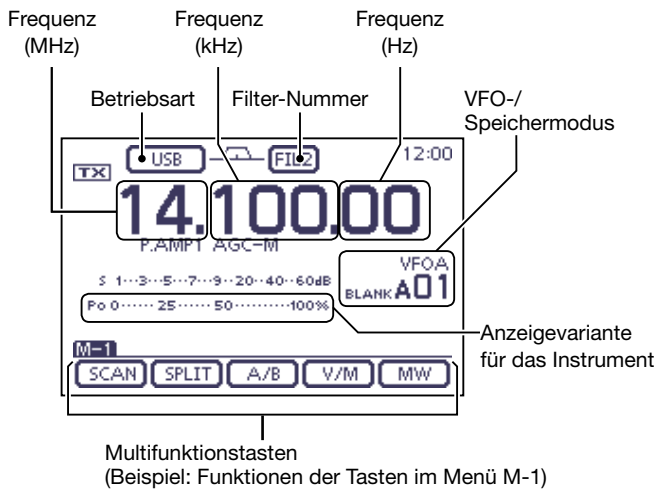 Frequenz (MHz)
Frequenz (kHz)
Frequenz (Hz)
Betriebsart
Filter-Nummer
VFO-/
Speichermodus
USB
FIL2
12:00
TX
14.100.00
P.AMP1 AGC-M
VFOA
BLANK A01
S 1···3···5···7···9··20··40··60dB
Po 0······ 25 ······ 50 ···········100%
Anzeigevariante
für das Instrument
M-1
SCAN SPLIT A/B V/M MW
Multifunktionstasten
(Beispiel: Funktionen der Tasten im Menü M-1)